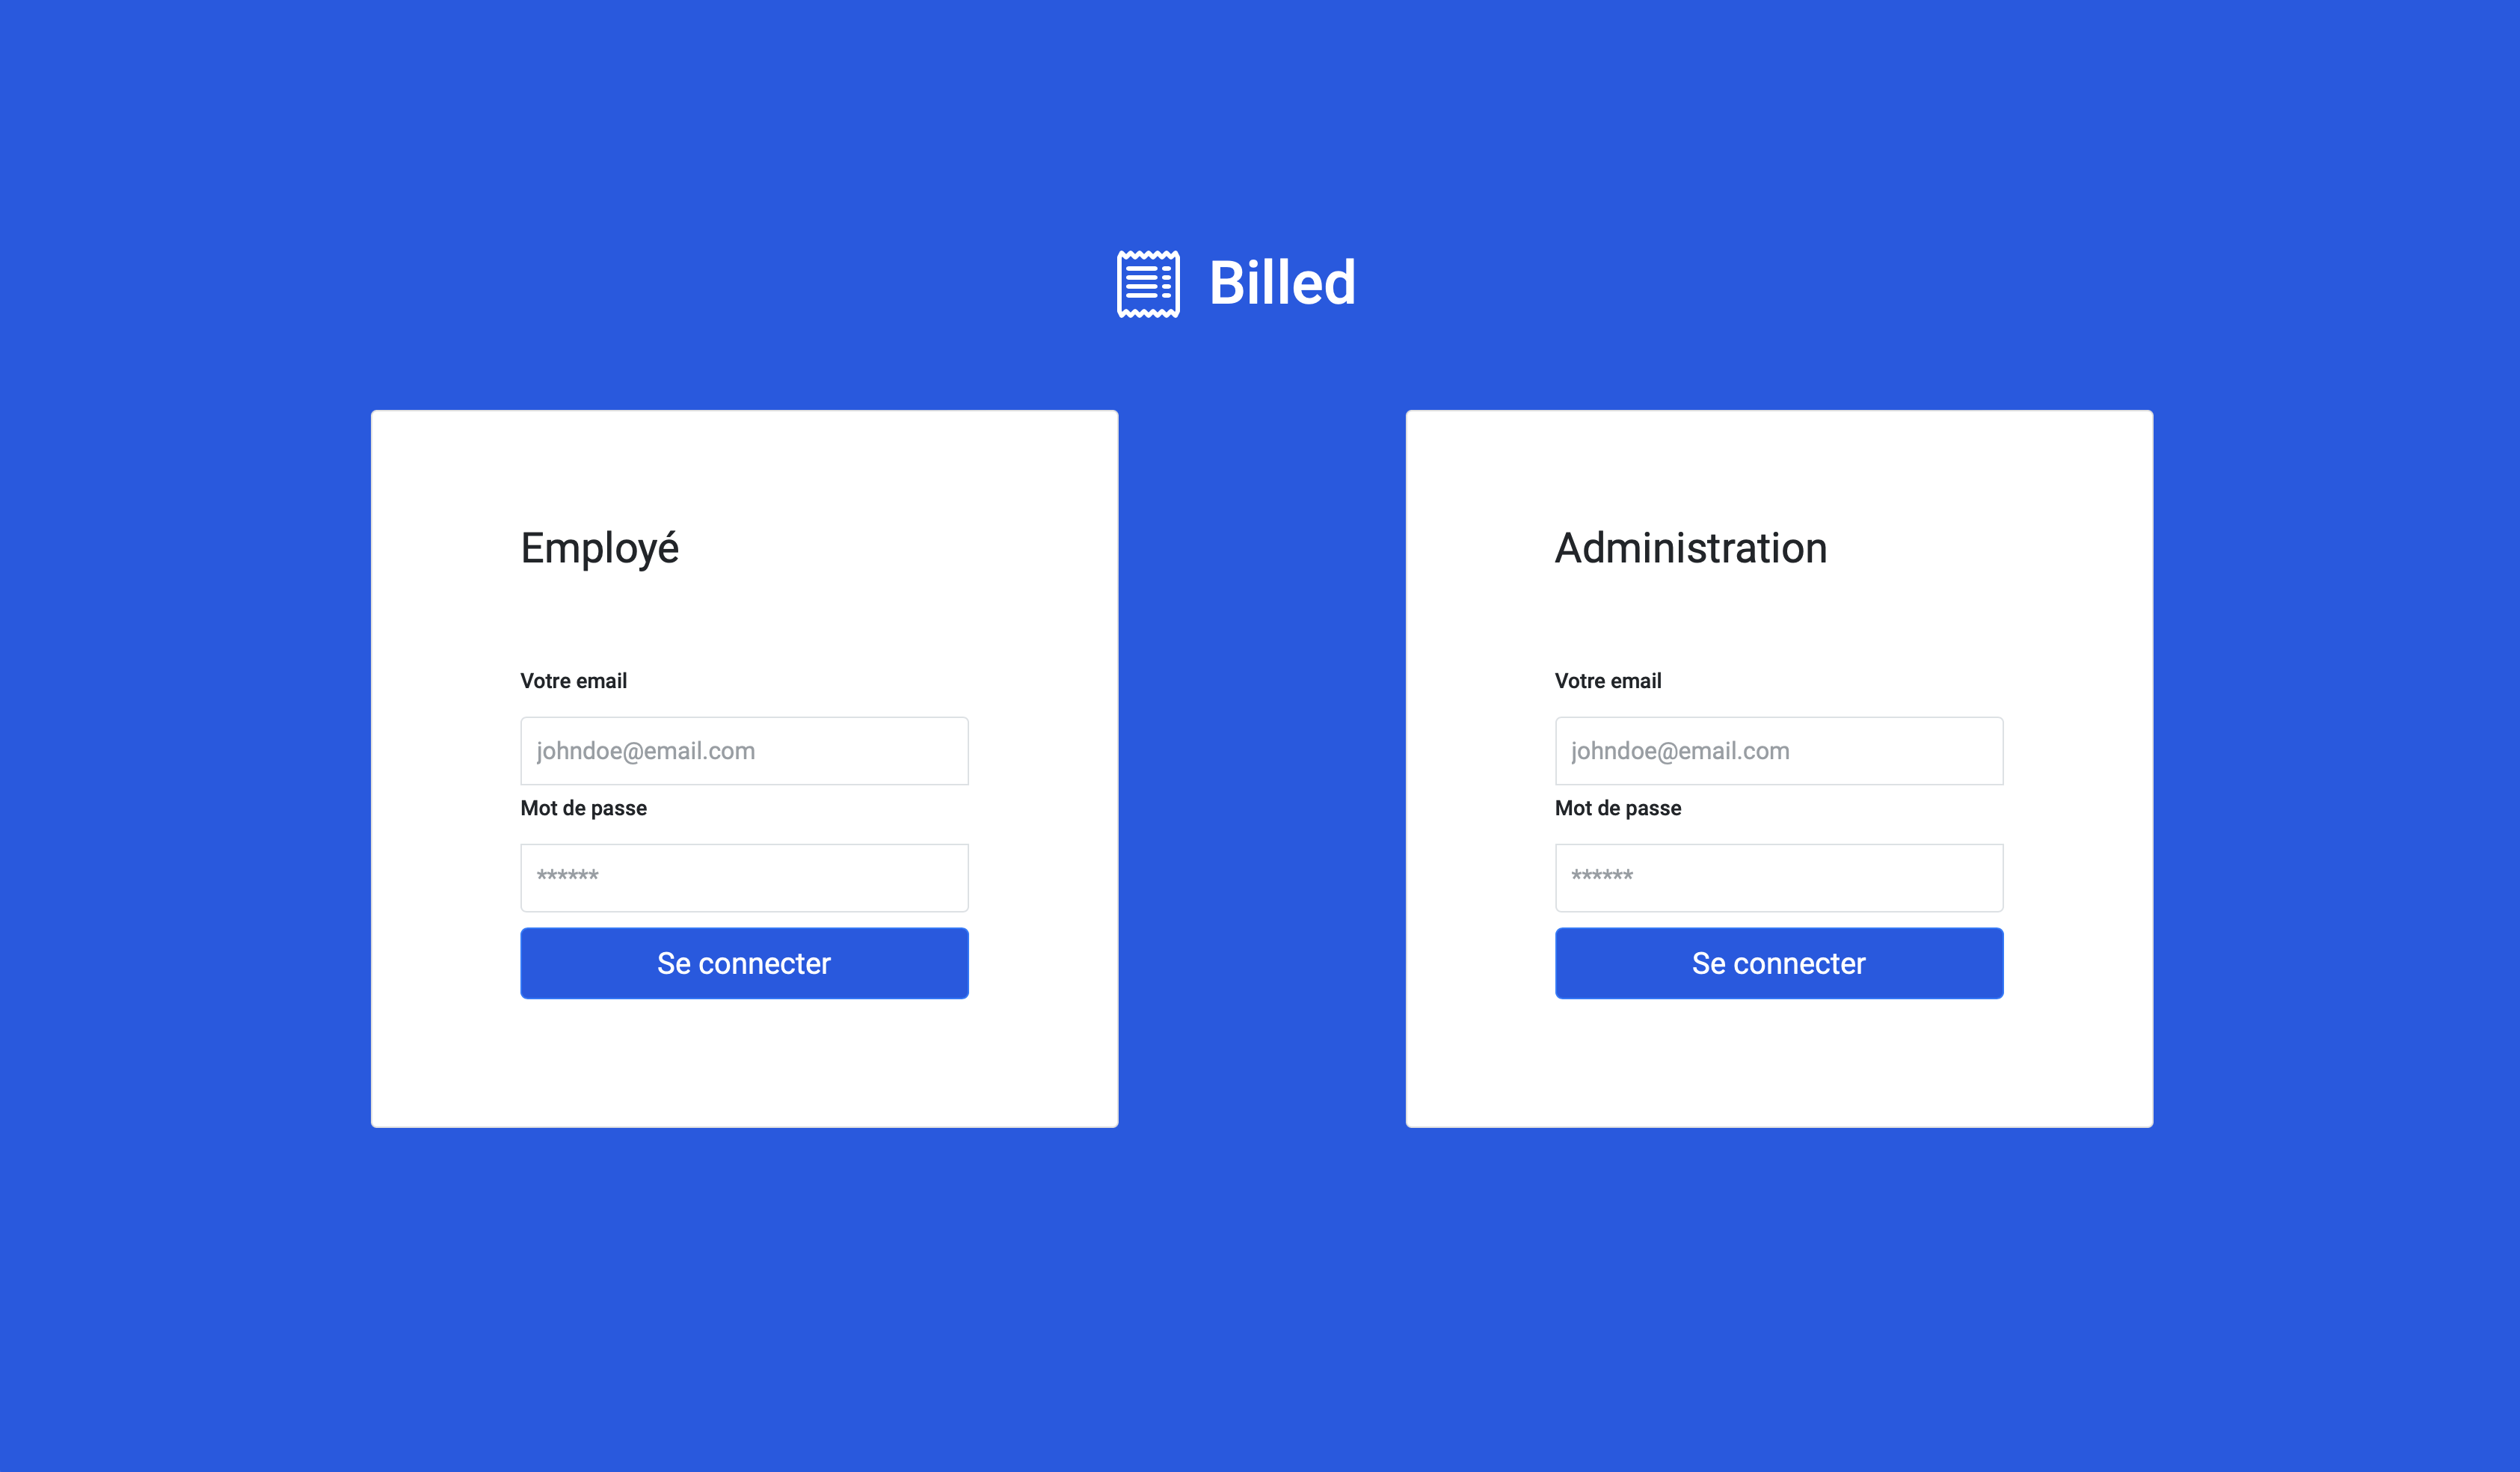 Billed
Employé
Votre email
johndoe@email.com
Mot de passe
******
Se connecter
Administration
Votre email
johndoe@email.com
Mot de passe
******
Se connecter